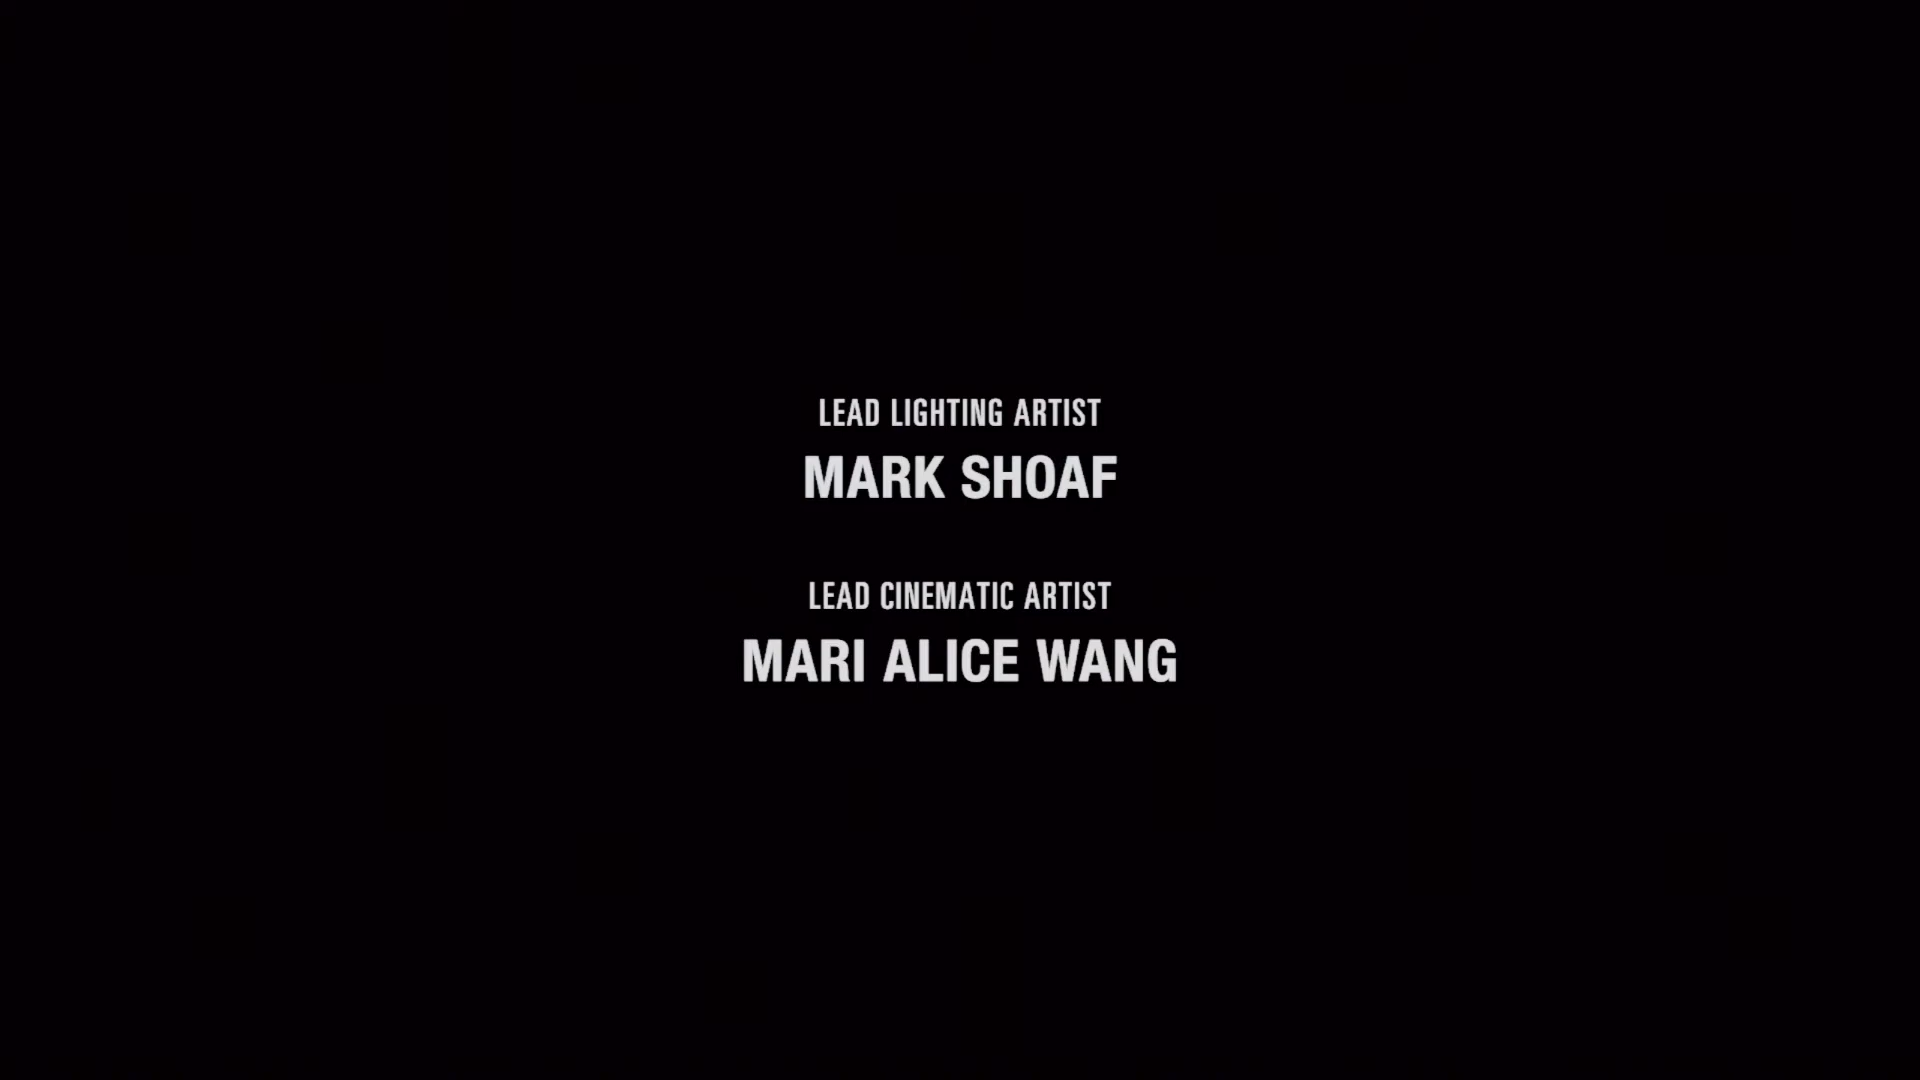 LEAD LIGHTING ARTIST
MARK SHOAF
LEAD CINEMATIC ARTIST
MARI ALICE WANG